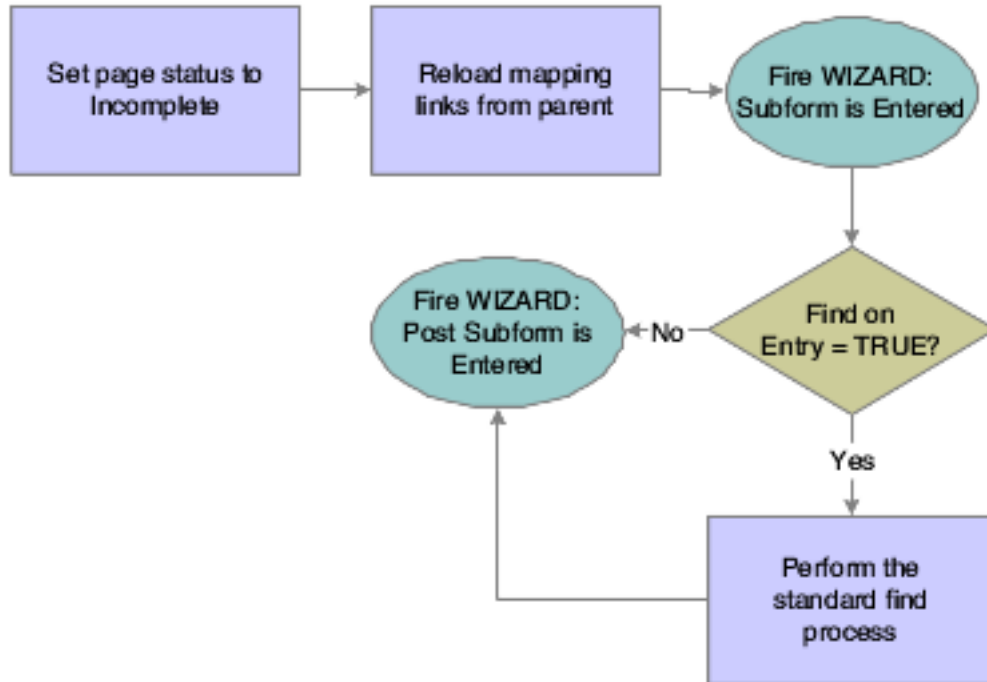 Set page status to
Incomplete
Reload mapping
links from parent
Fire WIZARD:
Subform is Entered
Find on
Entry = TRUE?
No
Fire WIZARD:
Post Subform is
Entered
Yes
Perform the
standard find
process